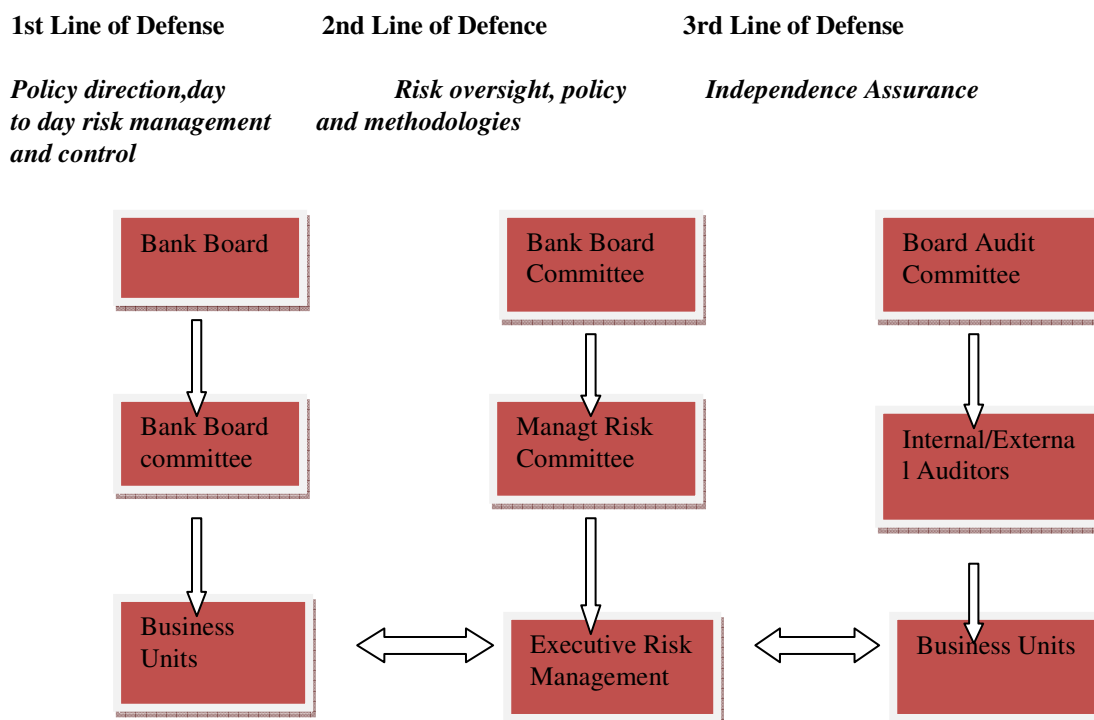 1st Line of Defense
2nd Line of Defence
3rd Line of Defense
Policy direction,day
to day risk management
and control
Risk oversight, policy
and methodologies
Independence Assurance
Bank Board
Bank Board
Committee
Board Audit
Committee
Bank Board
committee
Managt Risk
Committee
Internal/Externa
l Auditors
Business
Units
Executive Risk
Management
Business Units